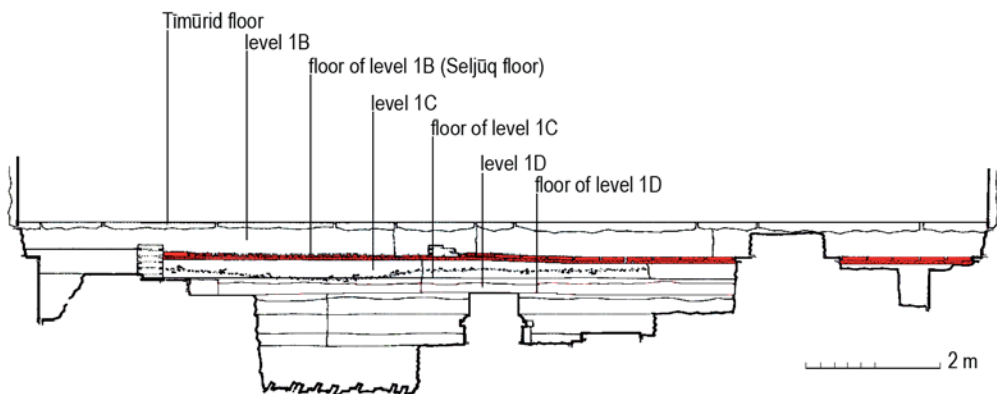 Tīmūrid floor
level 1B
floor of level 1B (Seljūq floor)
level 1C
floor of level 1C
level 1D
floor of level 1D
2 m